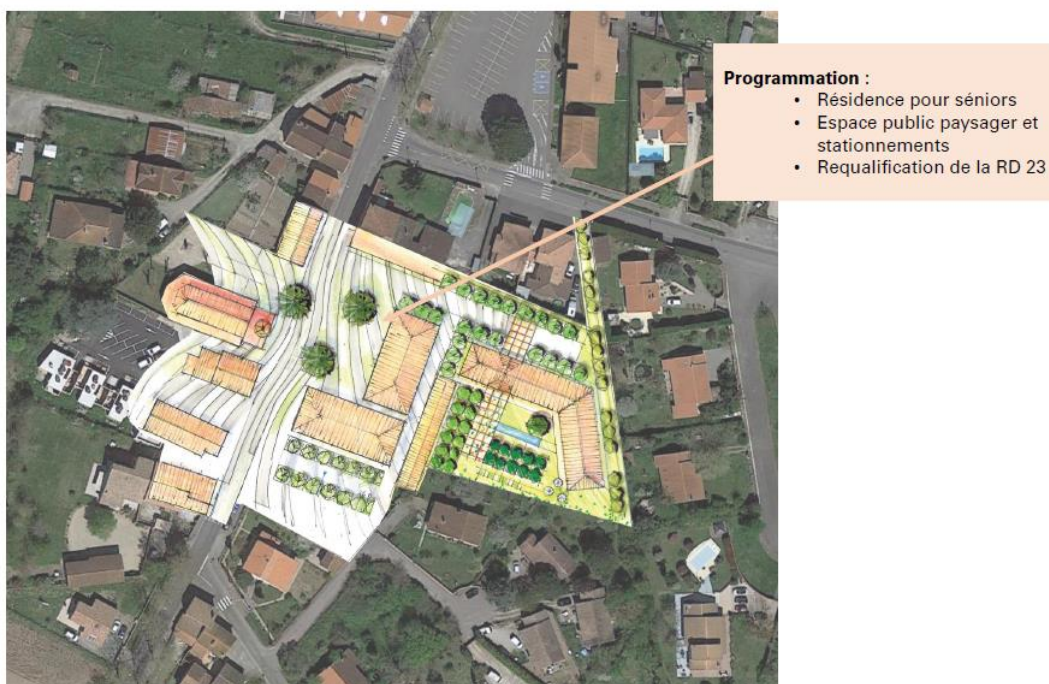 Programmation :
• Résidence pour séniors
• Espace public paysager et
stationnements
• Requalification de la RD 23